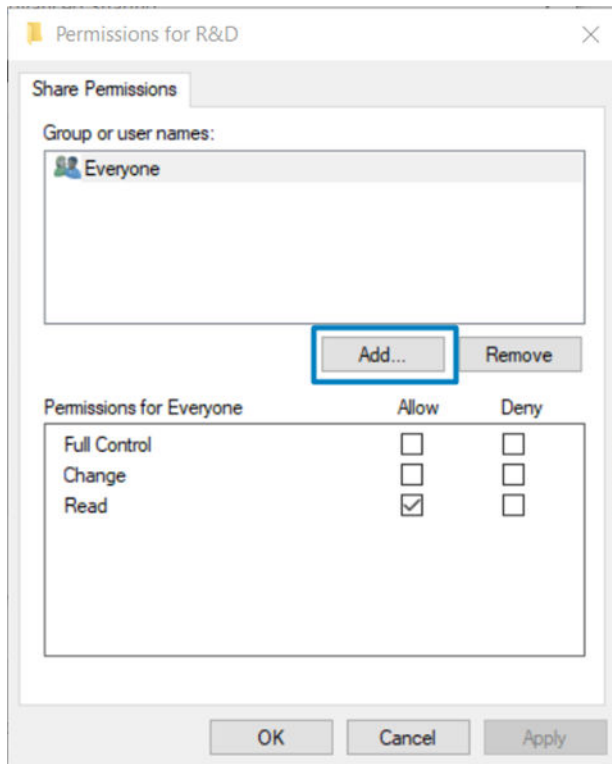 Permissions for R&D
Share Permissions
Group or user names:
Everyone
Add...
Remove
Permissions for Everyone
Allow
Deny
Full Control
Change
Read
OK
Cancel
Apply